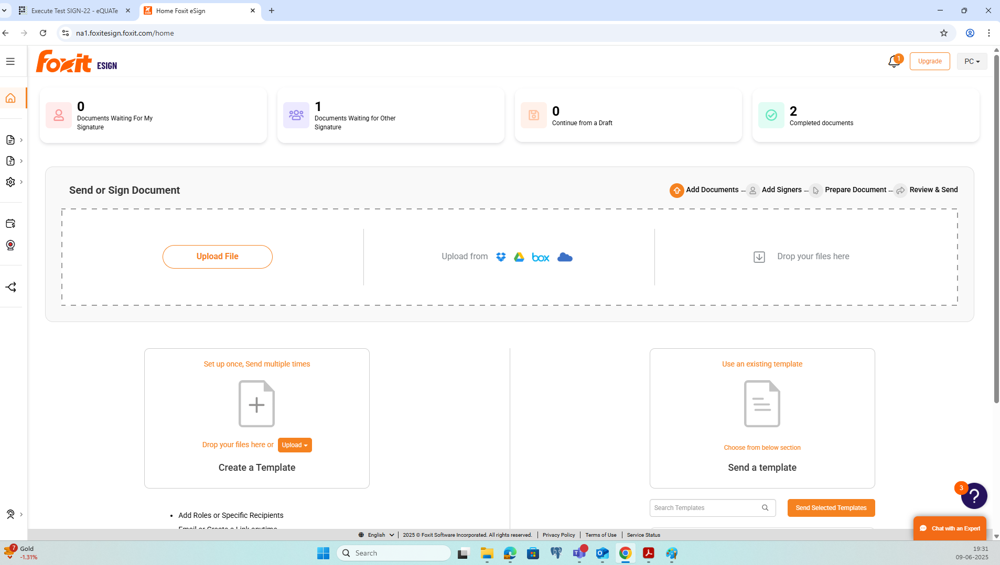 Execute Test SIGN-22 - eQUATe
Home Foxit eSign
na1.foxitesign.foxit.com/home
foxit ESIGN
1
Upgrade
PC
0
Documents Waiting For My
Signature
1
Documents Waiting for Other
Signature
0
Continue from a Draft
2
Completed documents
Send or Sign Document
Add Documents
Add Signers
Prepare Document
Review & Send
Upload File
Upload from
box
Drop your files here
Set up once, Send multiple times
Drop your files here or Upload
Create a Template
Use an existing template
Choose from below section
Send a template
3
?
• Add Roles or Specific Recipients
Email or Create a Link anytime
Search Templates
Send Selected Templates
Chat with an Expert
English
2025 © Foxit Software Incorporated. All rights reserved.
Privacy Policy
Terms of Use
Service Status
7
Gold
-1.31%
Search
19:31
09-06-2025